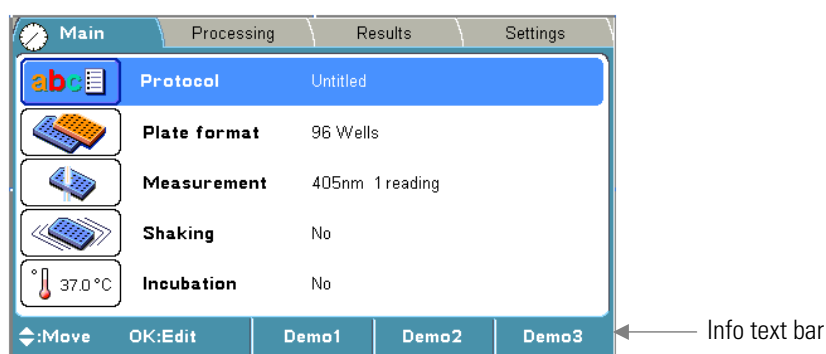 Main Processing Results Settings
abc Protocol Untitled
Plate format 96 Wells
Measurement 405nm 1 reading
Shaking No
° 37.0 °C Incubation No
:Move OK:Edit Demo1 Demo2 Demo3
Info text bar